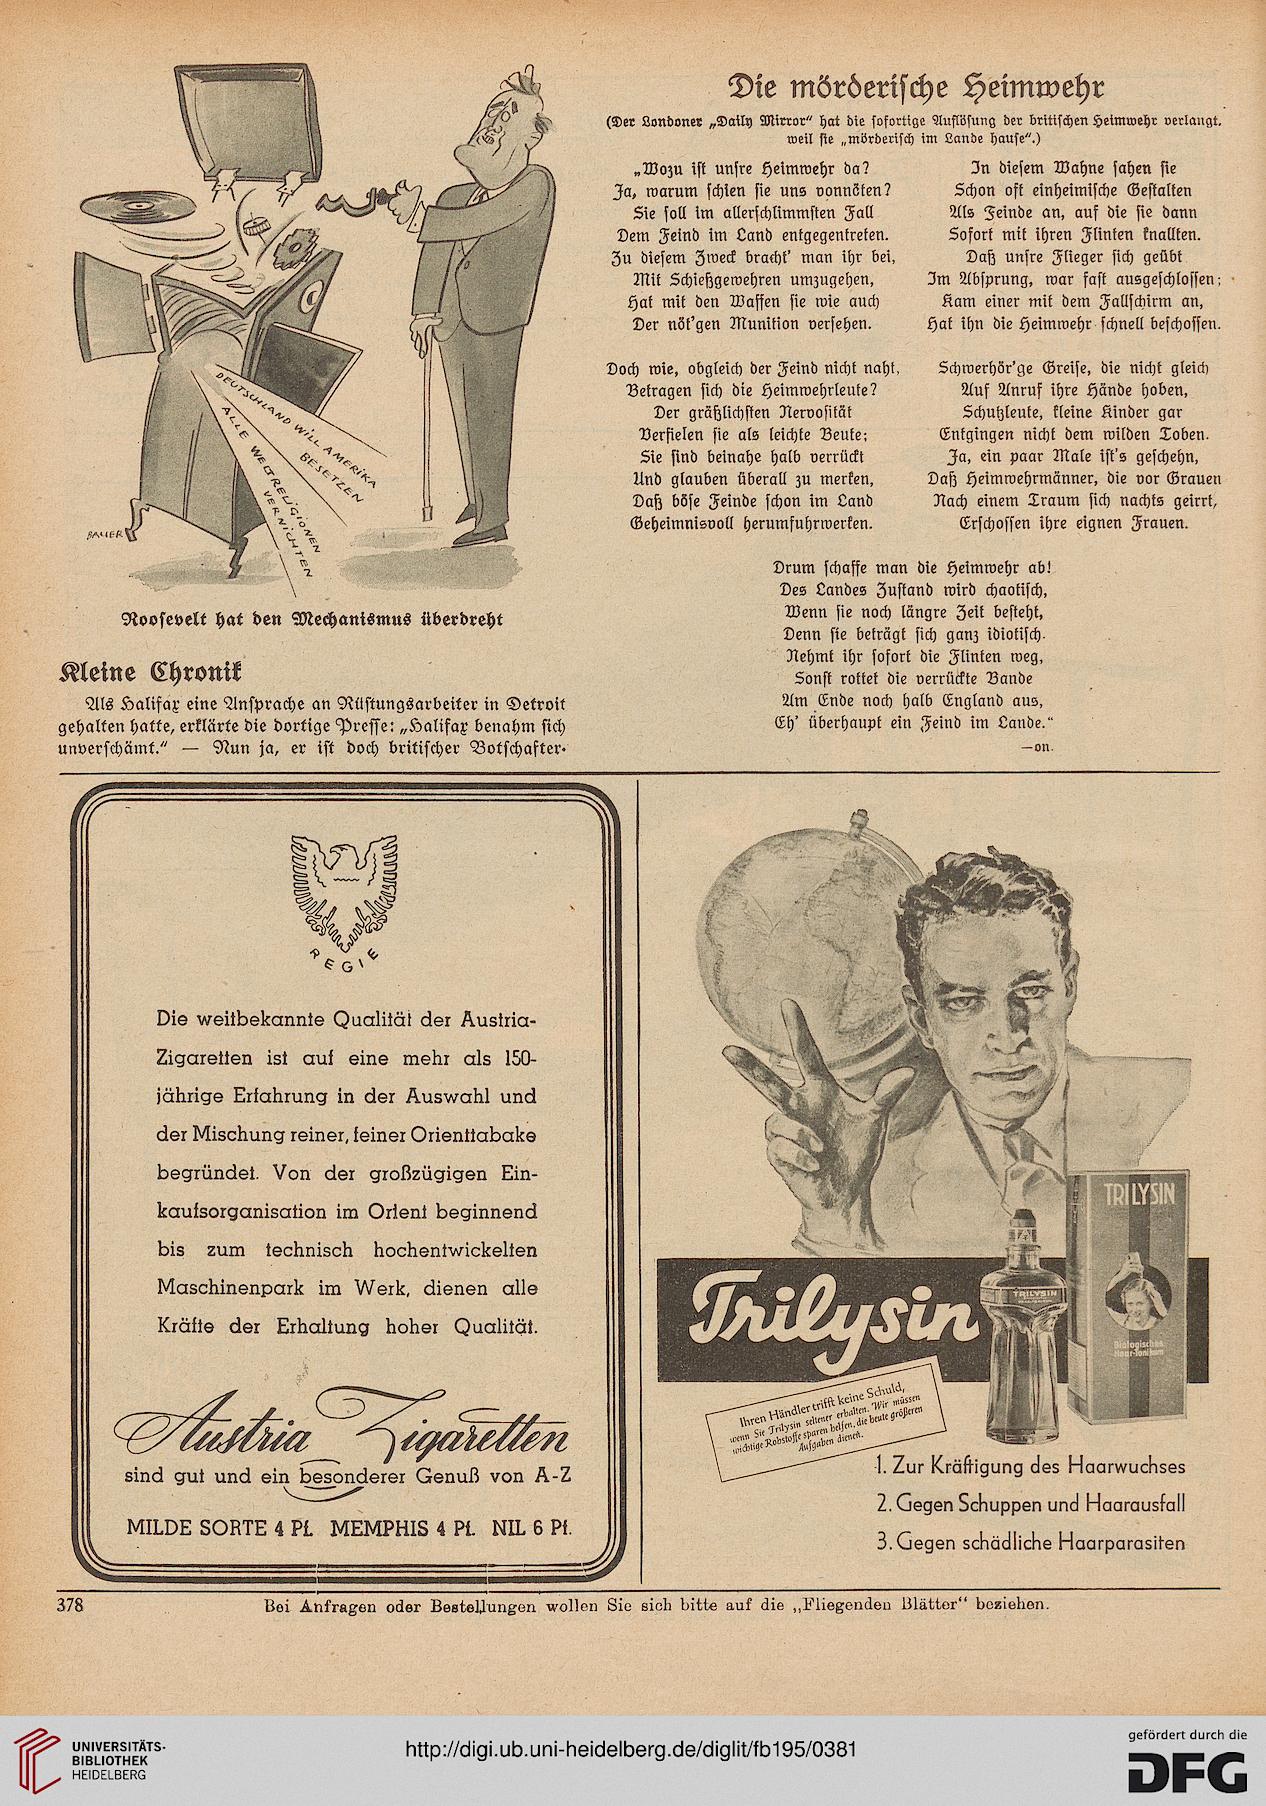 DEUTSCHLAND WILL AMERIKA
BESETZEN
ALLE WELTRELIGIONEN
VERNICHTEN
BAUER
Roosevelt hat den Mechanismus überdreht
Kleine Chronik
Als Halifax eine Ansprache an Rüstungsarbeiter in Detroit
gehalten hatte, erklärte die dortige Presse: „Halifax benahm sich
unverschämt.“ — Nun ja, er ist doch britischer Botschafter.
Die mörderische Heimwehr
(Der Londoner „Daily Mirror“ hat die sofortige Auflösung der britischen Heimwehr verlangt,
weil sie „mörderisch im Lande hause“.)
„Wozu ist unsre Heimwehr da?
Ja, warum schien sie uns vonnöten?
Sie soll im allerschlimmsten Fall
Dem Feind im Land entgegentreten.
Zu diesem Zweck bracht' man ihr bei,
Mit Schießgewehren umzugehen,
Hat mit den Waffen sie wie auch
Der nöt'gen Munition versehen.
Doch wie, obgleich der Feind nicht naht,
Betragen sich die Heimwehrleute?
Der gräßlichsten Nervosität
Verfielen sie als leichte Beute;
Sie sind beinahe halb verrückt
Und glauben überall zu merken,
Daß böse Feinde schon im Land
Geheimnisvoll herumfuhrwerken.
In diesem Wahne sahen sie
Schon oft einheimische Gestalten
Als Feinde an, auf die sie dann
Sofort mit ihren Flinten knallten.
Daß unsre Flieger sich geübt
Im Absprung, war fast ausgeschlossen;
Kam einer mit dem Fallschirm an,
Hat ihn die Heimwehr schnell beschossen.
Schwerhör'ge Greise, die nicht gleich
Auf Anruf ihre Hände hoben,
Schutzleute, kleine Kinder gar
Entgingen nicht dem wilden Toben.
Ja, ein paar Male ist's geschehn,
Daß Heimwehrmänner, die vor Grauen
Nach einem Traum sich nachts geirrt,
Erschossen ihre eignen Frauen.
Drum schaffe man die Heimwehr ab!
Des Landes Zustand wird chaotisch,
Wenn sie noch längre Zeit besteht,
Denn sie beträgt sich ganz idiotisch.
Nehmt ihr sofort die Flinten weg,
Sonst rottet die verrückte Bande
Am Ende noch halb England aus,
Eh' überhaupt ein Feind im Lande.“
—on.
REGIE
Die weitbekannte Qualität der Austria-
Zigaretten ist auf eine mehr als 150-
jährige Erfahrung in der Auswahl und
der Mischung reiner, feiner Orienttabake
begründet. Von der großzügigen Ein-
kaufsorganisation im Orient beginnend
bis zum technisch hochentwickelten
Maschinenpark im Werk, dienen alle
Kräfte der Erhaltung hoher Qualität.
Austria Zigaretten
sind gut und ein besonderer Genuß von A-Z
MILDE SORTE 4 Pf. MEMPHIS 4 Pf. NIL 6 Pf.
TRILYSIN
Biologisches
Haar-Tonikum
TRILYSIN
Trilysin
Ihren Händler trifft keine Schuld,
wenn Sie Trilysin seltener erhalten. Wir müssen
wichtige Rohstoffe sparen helfen, die heute größeren
Aufgaben dienen.
1. Zur Kräftigung des Haarwuchses
2. Gegen Schuppen und Haarausfall
3. Gegen schädliche Haarparasiten
378
Bei Anfragen oder Bestellungen wollen Sie sich bitte auf die „Fliegenden Blätter“ beziehen.
UNIVERSITÄTS-
BIBLIOTHEK
HEIDELBERG
http://digi.ub.uni-heidelberg.de/diglit/fb195/0381
gefördert durch die
DFG